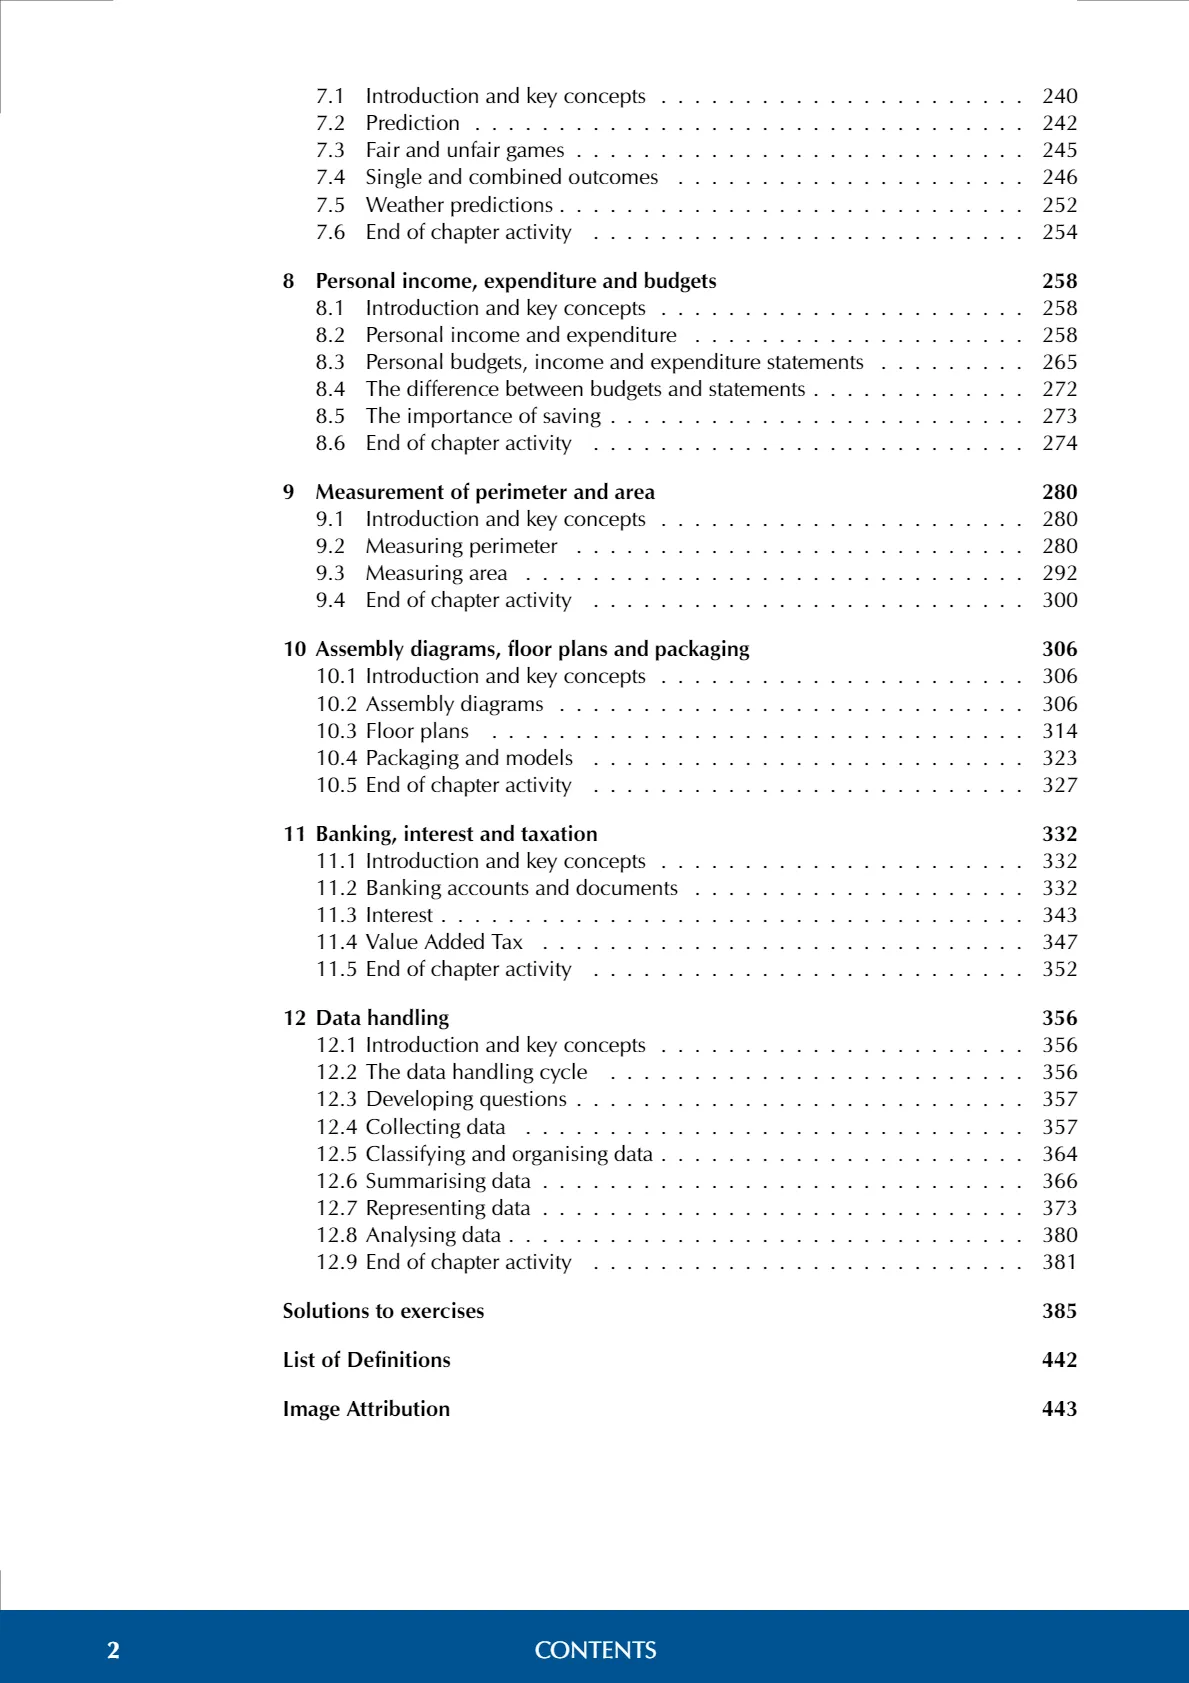 7.1 Introduction and key concepts . . . . . . . . . . . . . . . . . . . . . . 240
7.2 Prediction . . . . . . . . . . . . . . . . . . . . . . . . . . . . . . . . . 242
7.3 Fair and unfair games . . . . . . . . . . . . . . . . . . . . . . . . . . . 245
7.4 Single and combined outcomes . . . . . . . . . . . . . . . . . . . . . 246
7.5 Weather predictions . . . . . . . . . . . . . . . . . . . . . . . . . . . . 252
7.6 End of chapter activity . . . . . . . . . . . . . . . . . . . . . . . . . . 254
8 Personal income, expenditure and budgets 258
8.1 Introduction and key concepts . . . . . . . . . . . . . . . . . . . . . . 258
8.2 Personal income and expenditure . . . . . . . . . . . . . . . . . . . . 258
8.3 Personal budgets, income and expenditure statements . . . . . . . . . 265
8.4 The difference between budgets and statements . . . . . . . . . . . . . 272
8.5 The importance of saving . . . . . . . . . . . . . . . . . . . . . . . . . 273
8.6 End of chapter activity . . . . . . . . . . . . . . . . . . . . . . . . . . 274
9 Measurement of perimeter and area 280
9.1 Introduction and key concepts . . . . . . . . . . . . . . . . . . . . . . 280
9.2 Measuring perimeter . . . . . . . . . . . . . . . . . . . . . . . . . . . 280
9.3 Measuring area . . . . . . . . . . . . . . . . . . . . . . . . . . . . . . 292
9.4 End of chapter activity . . . . . . . . . . . . . . . . . . . . . . . . . . 300
10 Assembly diagrams, floor plans and packaging 306
10.1 Introduction and key concepts . . . . . . . . . . . . . . . . . . . . . . 306
10.2 Assembly diagrams . . . . . . . . . . . . . . . . . . . . . . . . . . . . 306
10.3 Floor plans . . . . . . . . . . . . . . . . . . . . . . . . . . . . . . . . 314
10.4 Packaging and models . . . . . . . . . . . . . . . . . . . . . . . . . . 323
10.5 End of chapter activity . . . . . . . . . . . . . . . . . . . . . . . . . . 327
11 Banking, interest and taxation 332
11.1 Introduction and key concepts . . . . . . . . . . . . . . . . . . . . . . 332
11.2 Banking accounts and documents . . . . . . . . . . . . . . . . . . . . 332
11.3 Interest . . . . . . . . . . . . . . . . . . . . . . . . . . . . . . . . . . . 343
11.4 Value Added Tax . . . . . . . . . . . . . . . . . . . . . . . . . . . . . 347
11.5 End of chapter activity . . . . . . . . . . . . . . . . . . . . . . . . . . 352
12 Data handling 356
12.1 Introduction and key concepts . . . . . . . . . . . . . . . . . . . . . . 356
12.2 The data handling cycle . . . . . . . . . . . . . . . . . . . . . . . . . 356
12.3 Developing questions . . . . . . . . . . . . . . . . . . . . . . . . . . . 357
12.4 Collecting data . . . . . . . . . . . . . . . . . . . . . . . . . . . . . . 357
12.5 Classifying and organising data . . . . . . . . . . . . . . . . . . . . . . 364
12.6 Summarising data . . . . . . . . . . . . . . . . . . . . . . . . . . . . . 366
12.7 Representing data . . . . . . . . . . . . . . . . . . . . . . . . . . . . . 373
12.8 Analysing data . . . . . . . . . . . . . . . . . . . . . . . . . . . . . . . 380
12.9 End of chapter activity . . . . . . . . . . . . . . . . . . . . . . . . . . 381
Solutions to exercises 385
List of Definitions 442
Image Attribution 443
2 CONTENTS